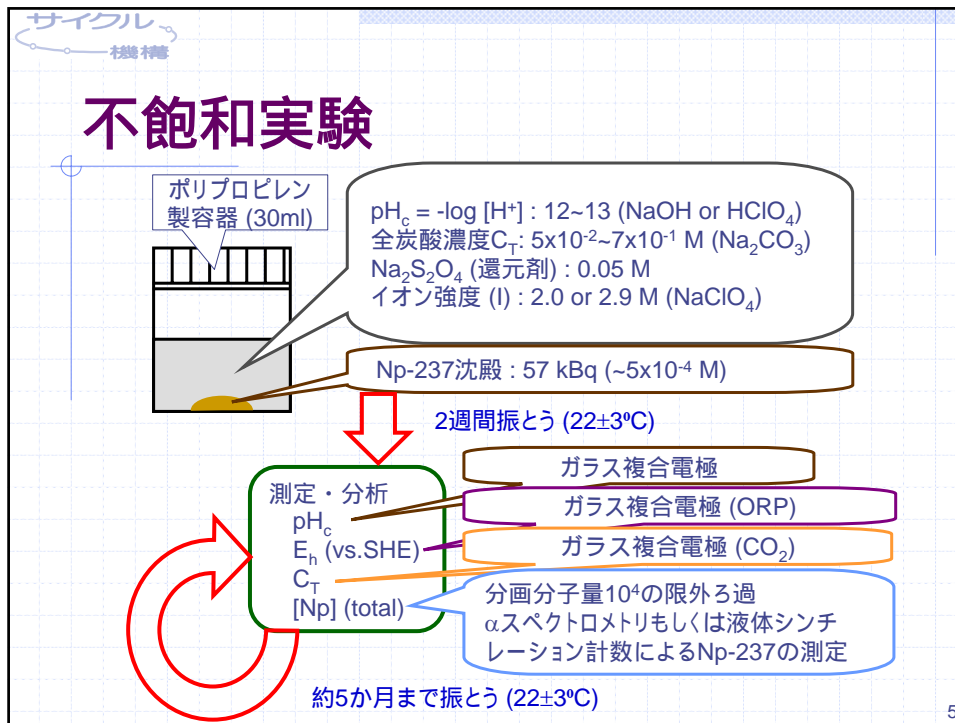 サイクル
機構
不飽和実験
ポリプロピレン
製容器 (30ml)
pHc = -log [H⁺] : 12~13 (NaOH or HClO₄)
全炭酸濃度C_T: 5x10⁻²~7x10⁻¹ M (Na₂CO₃)
Na₂S₂O₄ (還元剤) : 0.05 M
イオン強度 (I) : 2.0 or 2.9 M (NaClO₄)
Np-237沈殿 : 57 kBq (~5x10⁻⁴ M)
2週間振とう (22±3ºC)
測定・分析
pHc
Eh (vs.SHE)
C_T
[Np] (total)
ガラス複合電極
ガラス複合電極 (ORP)
ガラス複合電極 (CO₂)
分画分子量10⁴の限外ろ過
αスペクトロメトリもしくは液体シンチ
レーション計数によるNp-237の測定
約5か月まで振とう (22±3ºC)
5